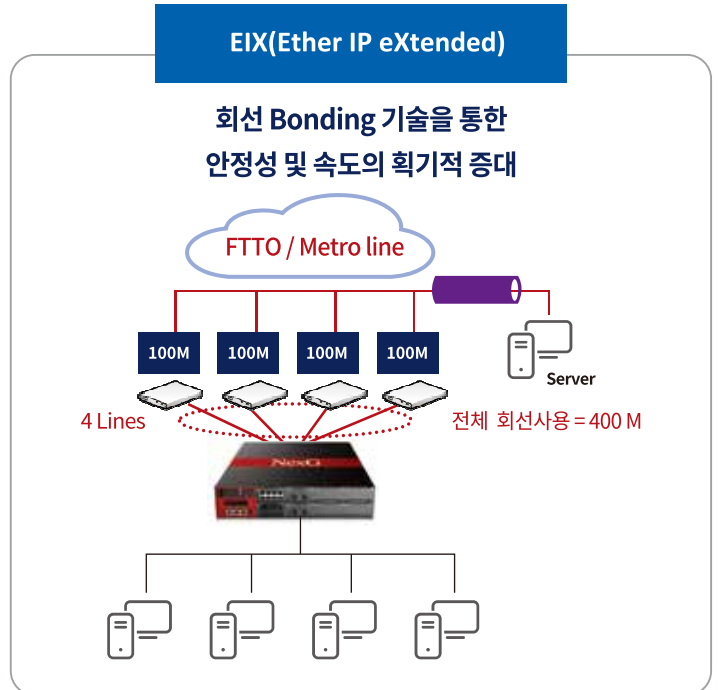 EIX(Ether IP eXtended)
회선 Bonding 기술을 통한
안정성 및 속도의 획기적 증대
FTTO / Metro line
100M
100M
100M
100M
Server
4 Lines
전체 회선사용 = 400 M
NexG